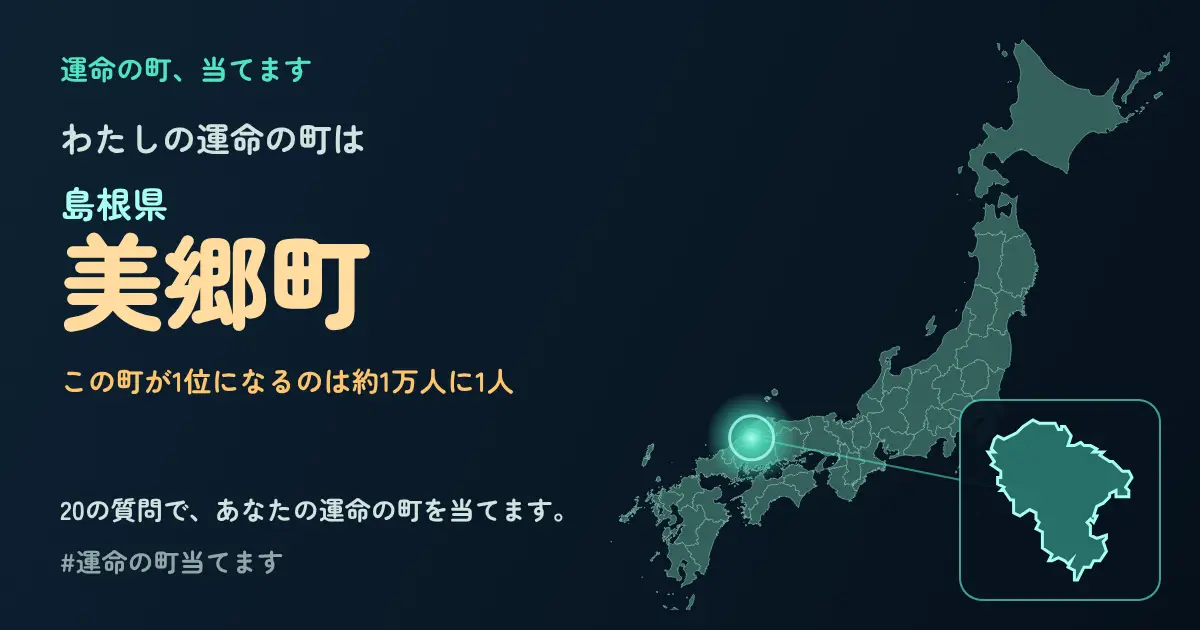 運命の町、当てます
わたしの運命の町は
島根県
美郷町
この町が1位になるのは約1万人に1人
20の質問で、あなたの運命の町を当てます。
#運命の町当てます